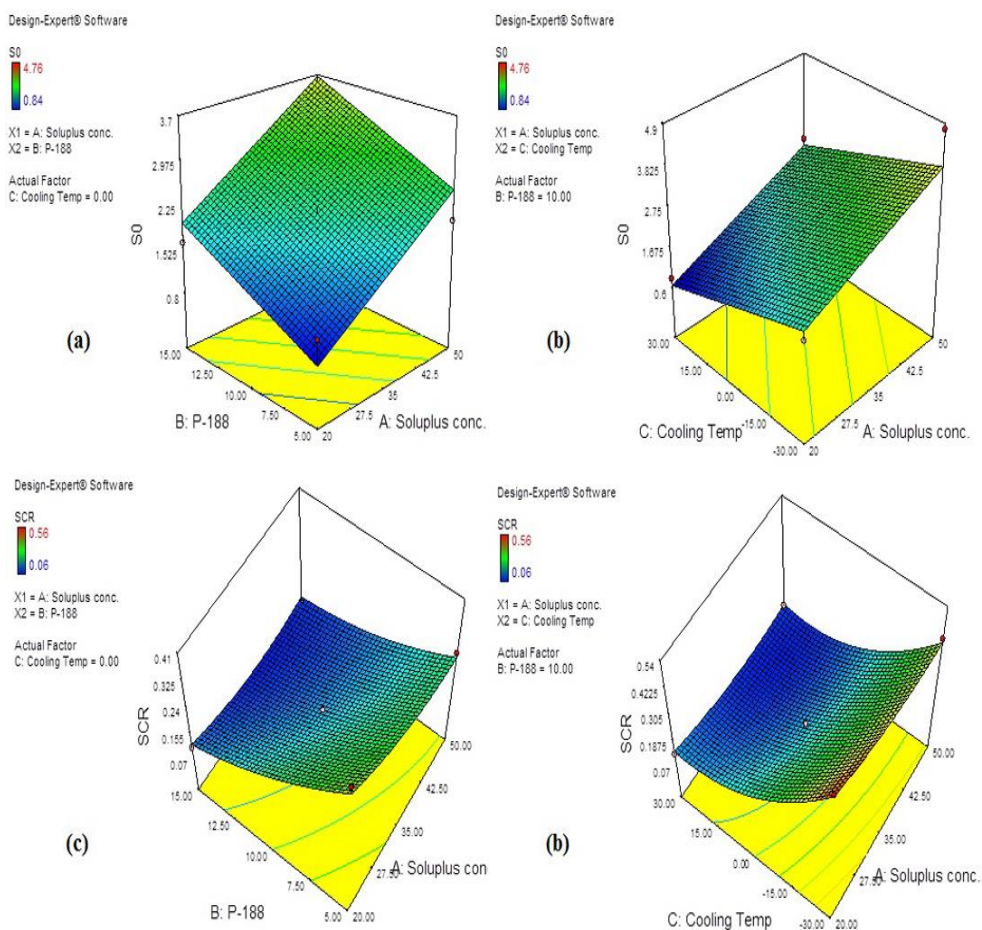 Design-Expert® Software
S0
4.76
0.84
X1 = A: Soluplus conc.
X2 = B: P-188
Actual Factor
C: Cooling Temp = 0.00
3.7
2.975
2.25
1.525
0.8
S0
(a)
15.00
12.50
10.00
7.50
5.00
20
27.5
35
42.5
50
B: P-188
A: Soluplus conc.
Design-Expert® Software
S0
4.76
0.84
X1 = A: Soluplus conc.
X2 = C: Cooling Temp
Actual Factor
B: P-188 = 10.00
4.9
3.825
2.75
1.675
0.6
S0
(b)
30.00
15.00
0.00
-15.00
-30.00
20
27.5
35
42.5
50
C: Cooling Temp
A: Soluplus conc.
Design-Expert® Software
SCR
0.56
0.06
X1 = A: Soluplus conc.
X2 = B: P-188
Actual Factor
C: Cooling Temp = 0.00
0.41
0.325
0.24
0.155
0.07
SCR
(c)
15.00
12.50
10.00
7.50
5.00
20.00
27.50
35.00
42.50
50.00
B: P-188
A: Soluplus con
Design-Expert® Software
SCR
0.56
0.06
X1 = A: Soluplus conc.
X2 = C: Cooling Temp
Actual Factor
B: P-188 = 10.00
0.54
0.4225
0.305
0.1875
0.07
SCR
(b)
30.00
15.00
0.00
-15.00
-30.00
20.00
27.50
35.00
42.50
50.00
C: Cooling Temp
A: Soluplus conc.